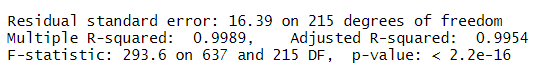 Residual standard error: 16.39 on 215 degrees of freedom
Multiple R-squared:  0.9989,    Adjusted R-squared:  0.9954
F-statistic: 293.6 on 637 and 215 DF,  p-value: < 2.2e-16